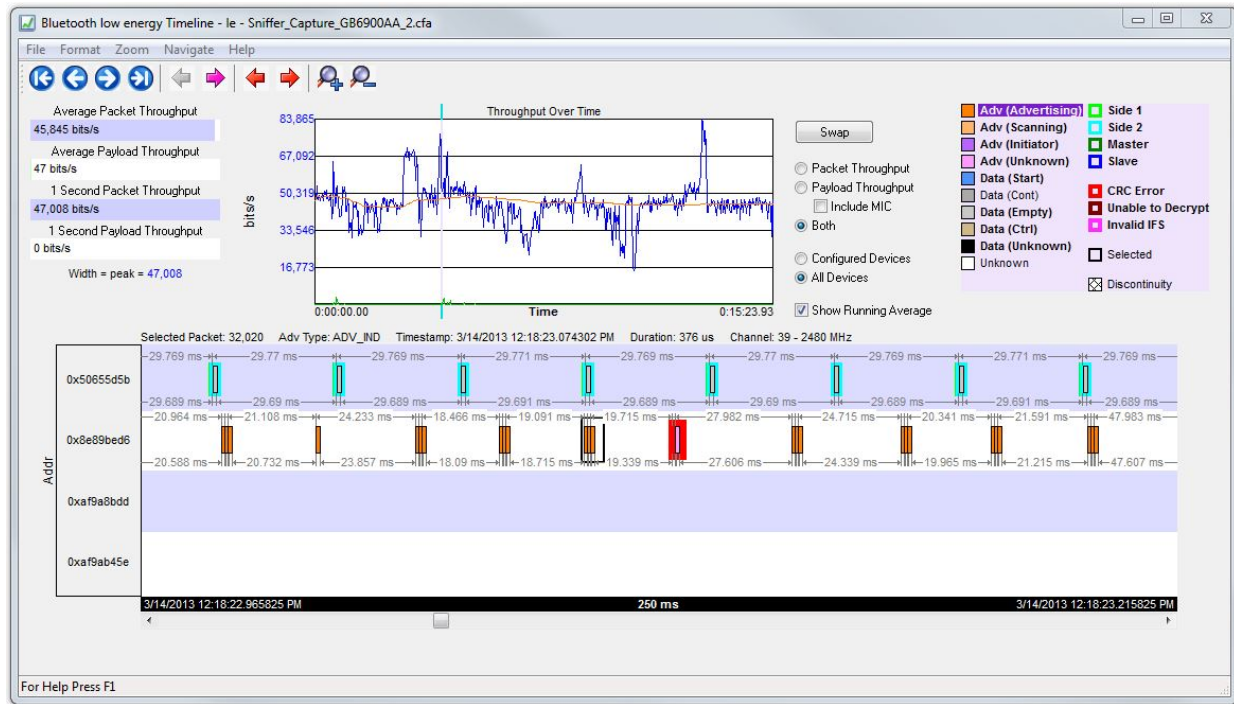 Bluetooth low energy Timeline - le - Sniffer_Capture_GB6900AA_2.cfa
File Format Zoom Navigate Help
Average Packet Throughput
45,845 bits/s
Average Payload Throughput
47 bits/s
1 Second Packet Throughput
47,008 bits/s
1 Second Payload Throughput
0 bits/s
Width = peak = 47,008
Throughput Over Time
83,865
67,092
50,319
33,546
16,773
bits/s
0:00:00.00 Time 0:15:23.93
Swap
Packet Throughput
Payload Throughput
Include MIC
Both
Configured Devices
All Devices
Show Running Average
Adv (Advertising)
Adv (Scanning)
Adv (Initiator)
Adv (Unknown)
Data (Start)
Data (Cont)
Data (Empty)
Data (Ctrl)
Data (Unknown)
Unknown
Side 1
Side 2
Master
Slave
CRC Error
Unable to Decrypt
Invalid IFS
Selected
Discontinuity
Selected Packet: 32,020 Adv Type: ADV_IND Timestamp: 3/14/2013 12:18:23.074302 PM Duration: 376 us Channel: 39 - 2480 MHz
29.769 ms 29.77 ms 29.769 ms 29.771 ms 29.769 ms 29.77 ms 29.769 ms 29.771 ms 29.769 ms
0x50655d5b
29.689 ms 29.69 ms 29.689 ms 29.691 ms 29.689 ms 29.69 ms 29.689 ms 29.691 ms 29.689 ms
20.964 ms 21.108 ms 24.233 ms 18.466 ms 19.091 ms 19.715 ms 27.982 ms 24.715 ms 20.341 ms 21.591 ms 47.983 ms
0x8e89bed6
20.588 ms 20.732 ms 23.857 ms 18.09 ms 18.715 ms 19.339 ms 27.606 ms 24.339 ms 19.965 ms 21.215 ms 47.607 ms
Addr
0xaf9a8bdd
0xaf9ab45e
3/14/2013 12:18:22.965825 PM 250 ms 3/14/2013 12:18:23.215825 PM
For Help Press F1